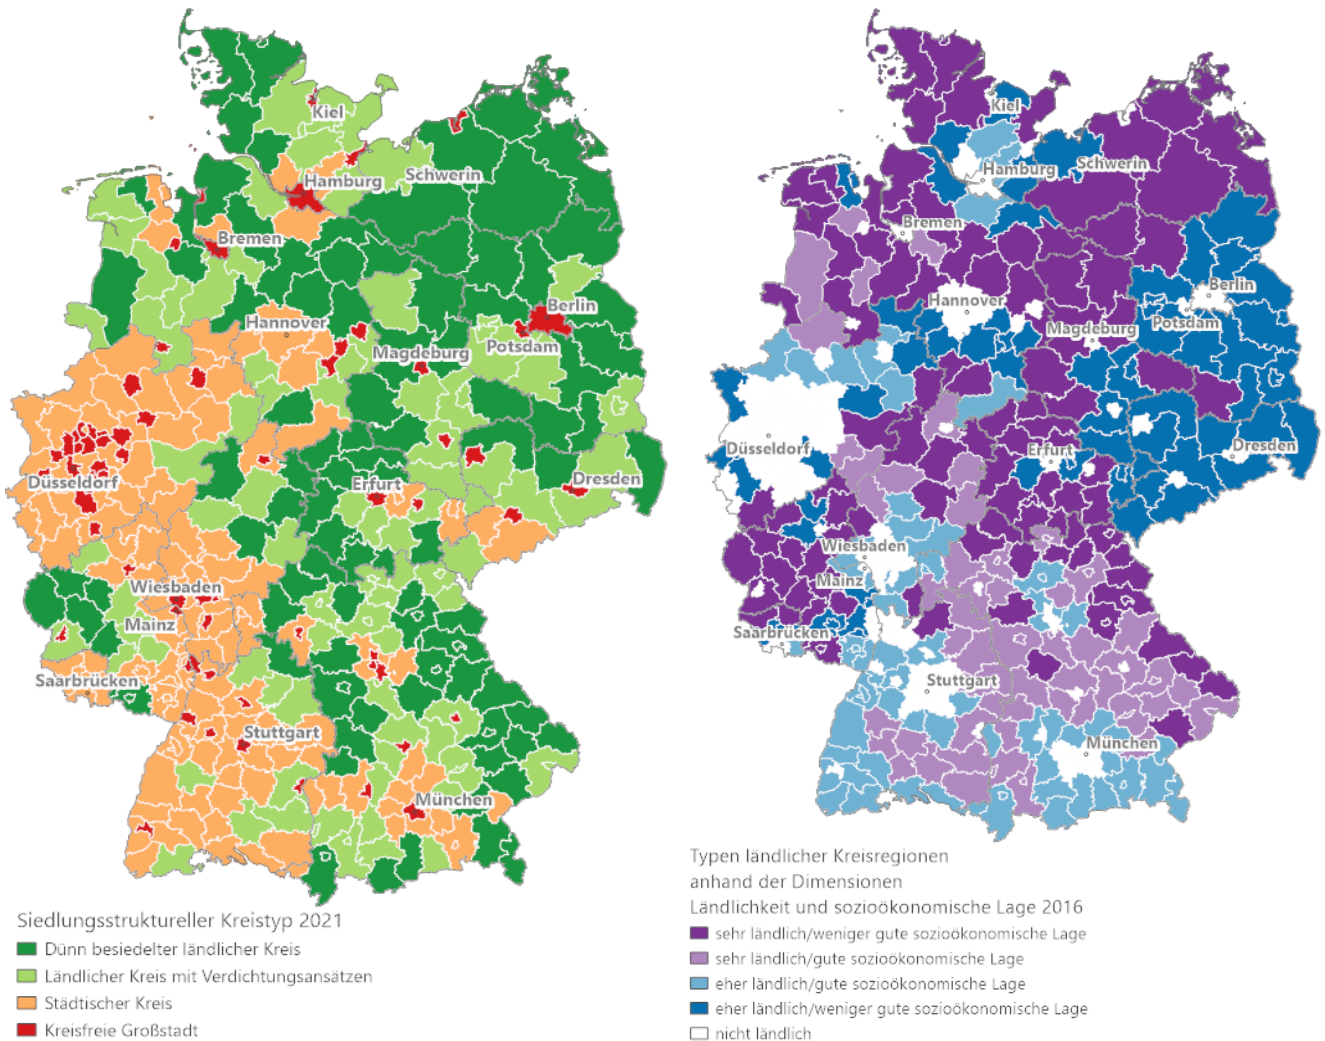 Kiel
Hamburg
Schwerin
Bremen
Berlin
Hannover
Potsdam
Magdeburg
Düsseldorf
Erfurt
Dresden
Wiesbaden
Mainz
Saarbrücken
Stuttgart
München
Siedlungsstruktureller Kreistyp 2021
Dünn besiedelter ländlicher Kreis
Ländlicher Kreis mit Verdichtungsansätzen
Städtischer Kreis
Kreisfreie Großstadt
Kiel
Schwerin
Hamburg
Bremen
Berlin
Hannover
Potsdam
Magdeburg
Düsseldorf
Erfurt
Dresden
Wiesbaden
Mainz
Saarbrücken
Stuttgart
München
Typen ländlicher Kreisregionen
anhand der Dimensionen
Ländlichkeit und sozioökonomische Lage 2016
sehr ländlich/weniger gute sozioökonomische Lage
sehr ländlich/gute sozioökonomische Lage
eher ländlich/gute sozioökonomische Lage
eher ländlich/weniger gute sozioökonomische Lage
nicht ländlich